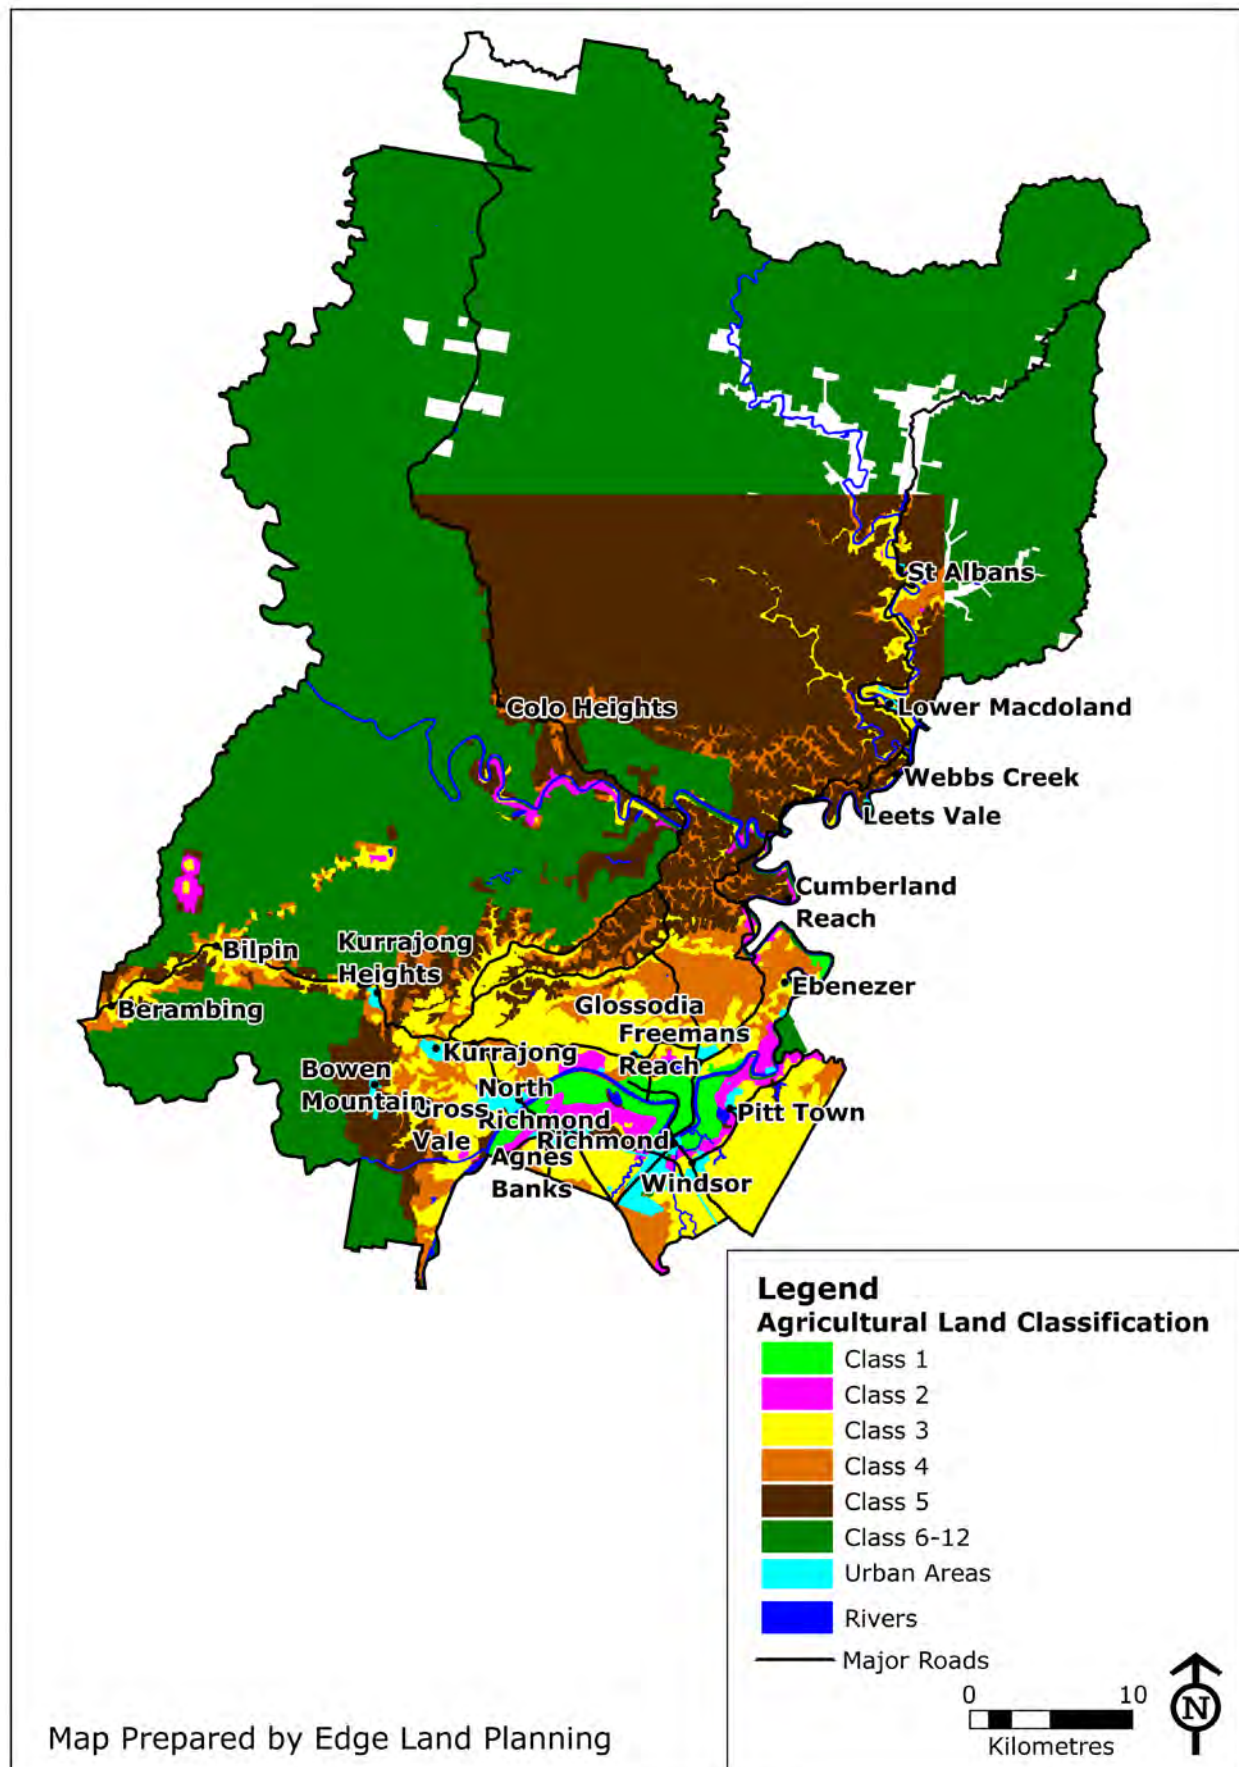 St Albans
Colo Heights
Lower Macdoland
Webbs Creek
Leets Vale
Cumberland
Reach
Bilpin
Kurrajong
Heights
Berambing
Ebenezer
Glossodia
Freemans
Reach
Kurrajong
Bowen
Mountain
North
Richmond
Gross
Vale
Richmond
Pitt Town
Agnes
Banks
Windsor
Legend
Agricultural Land Classification
Class 1
Class 2
Class 3
Class 4
Class 5
Class 6-12
Urban Areas
Rivers
Major Roads
0 10
Kilometres
N
Map Prepared by Edge Land Planning